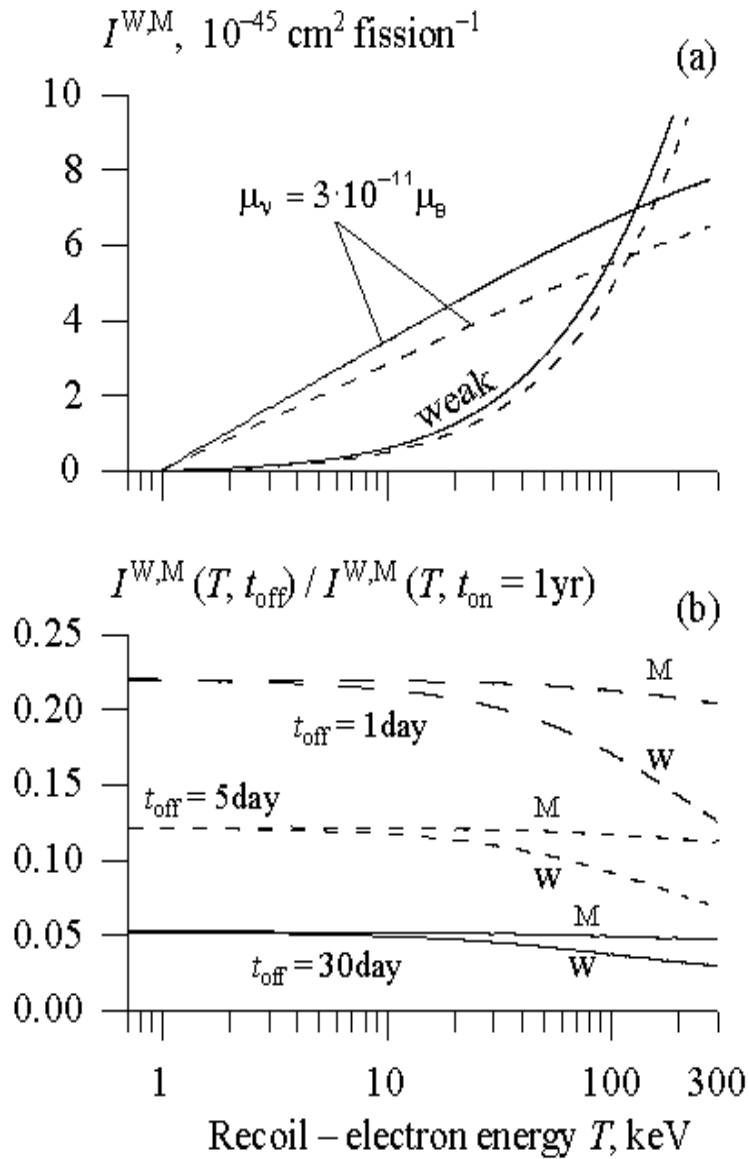 I^{W,M}, 10^{–45} cm^2 fission^{–1}
(a)
10
8
μ_ν = 3·10^{–11}μ_B
6
4
weak
2
0
I^{W,M} (T, t_off) / I^{W,M} (T, t_on = 1yr)
(b)
0.25
M
0.20
t_off = 1day
W
0.15
t_off = 5day
M
0.10
W
0.05
M
t_off = 30day
W
0.00
1 10 100 300
Recoil – electron energy T, keV